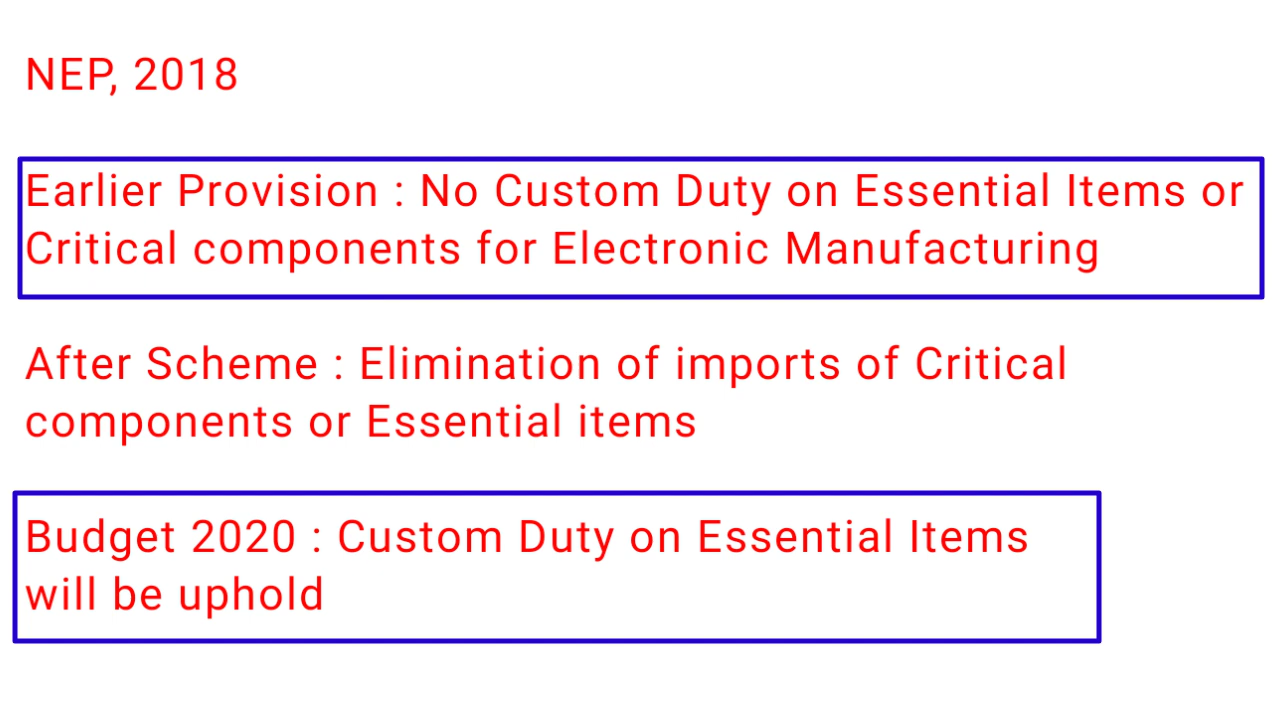 NEP, 2018
Earlier Provision : No Custom Duty on Essential Items or
Critical components for Electronic Manufacturing
After Scheme : Elimination of imports of Critical
components or Essential items
Budget 2020 : Custom Duty on Essential Items
will be uphold